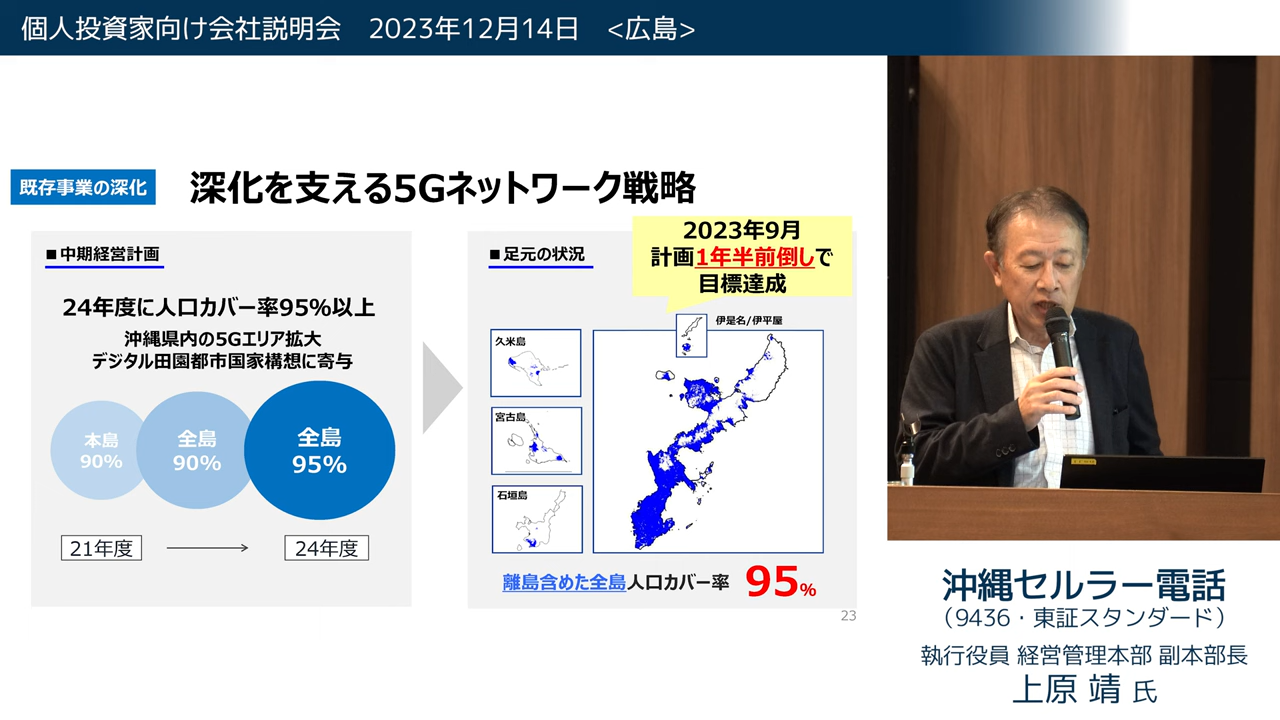 個人投資家向け会社説明会 2023年12月14日 <広島>
既存事業の深化
深化を支える5Gネットワーク戦略
■中期経営計画
24年度に人口カバー率95%以上
沖縄県内の5Gエリア拡大
デジタル田園都市国家構想に寄与
本島
90%
全島
90%
全島
95%
21年度
24年度
■足元の状況
2023年9月
計画1年半前倒しで
目標達成
伊是名/伊平屋
久米島
宮古島
石垣島
離島含めた全島人口カバー率 95%
23
沖縄セルラー電話
(9436・東証スタンダード)
執行役員 経営管理本部 副本部長
上原 靖 氏